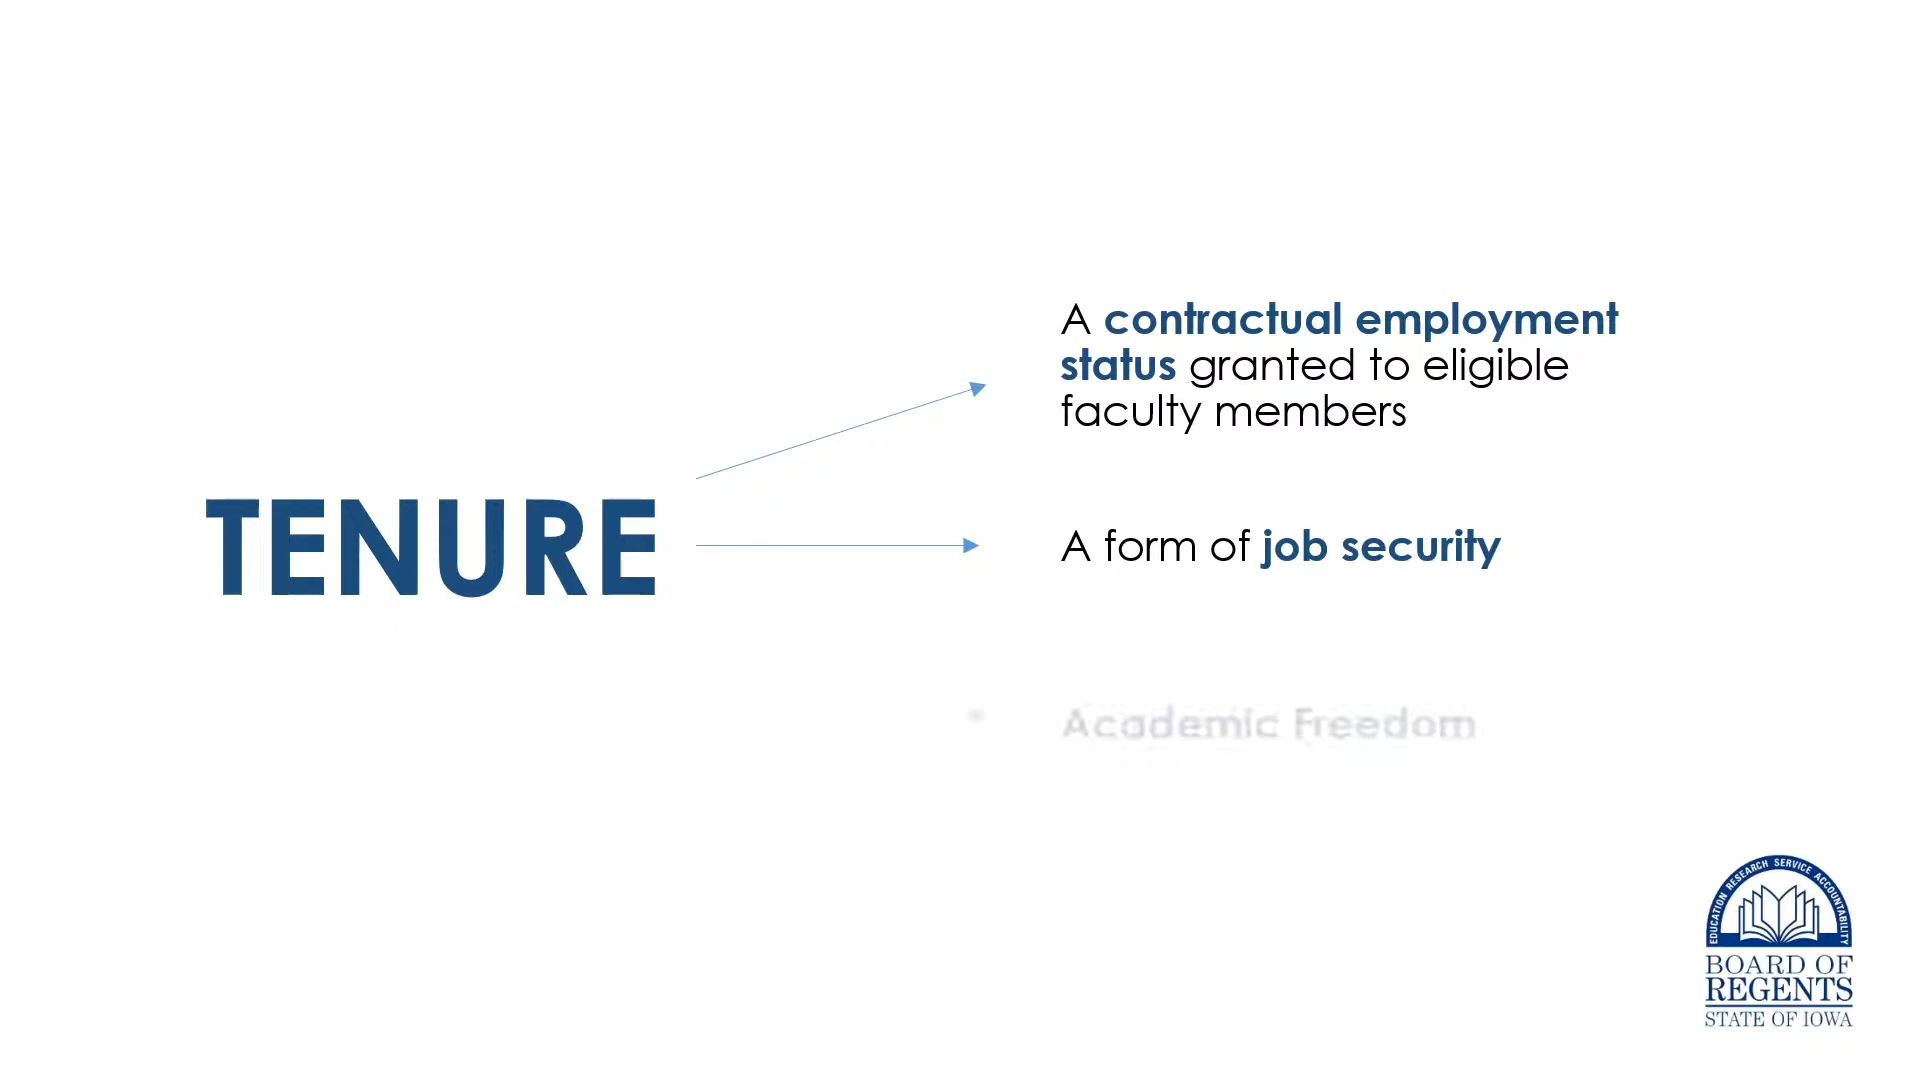 TENURE
A contractual employment
status granted to eligible
faculty members
A form of job security
Academic Freedom
EDUCATION RESEARCH SERVICE ACCOUNTABILITY
BOARD OF
REGENTS
STATE OF IOWA